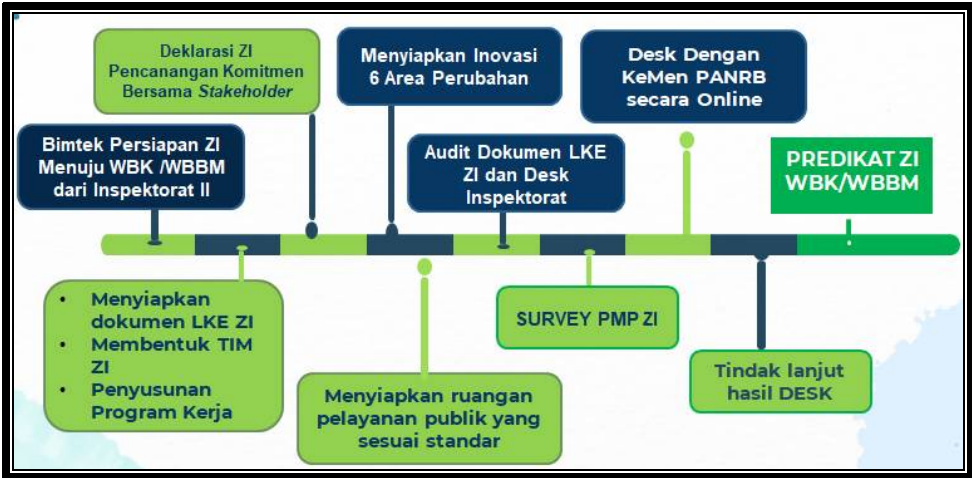 Deklarasi ZI
Pencanangan Komitmen
Bersama Stakeholder
Menyiapkan Inovasi
6 Area Perubahan
Desk Dengan
KeMen PANRB
secara Online
Bimtek Persiapan ZI
Menuju WBK /WBBM
dari Inspektorat II
Audit Dokumen LKE
ZI dan Desk
Inspektorat
PREDIKAT ZI
WBK/WBBM
• Menyiapkan
dokumen LKE ZI
• Membentuk TIM
ZI
• Penyusunan
Program Kerja
Menyiapkan ruangan
pelayanan publik yang
sesuai standar
SURVEY PMP ZI
Tindak lanjut
hasil DESK